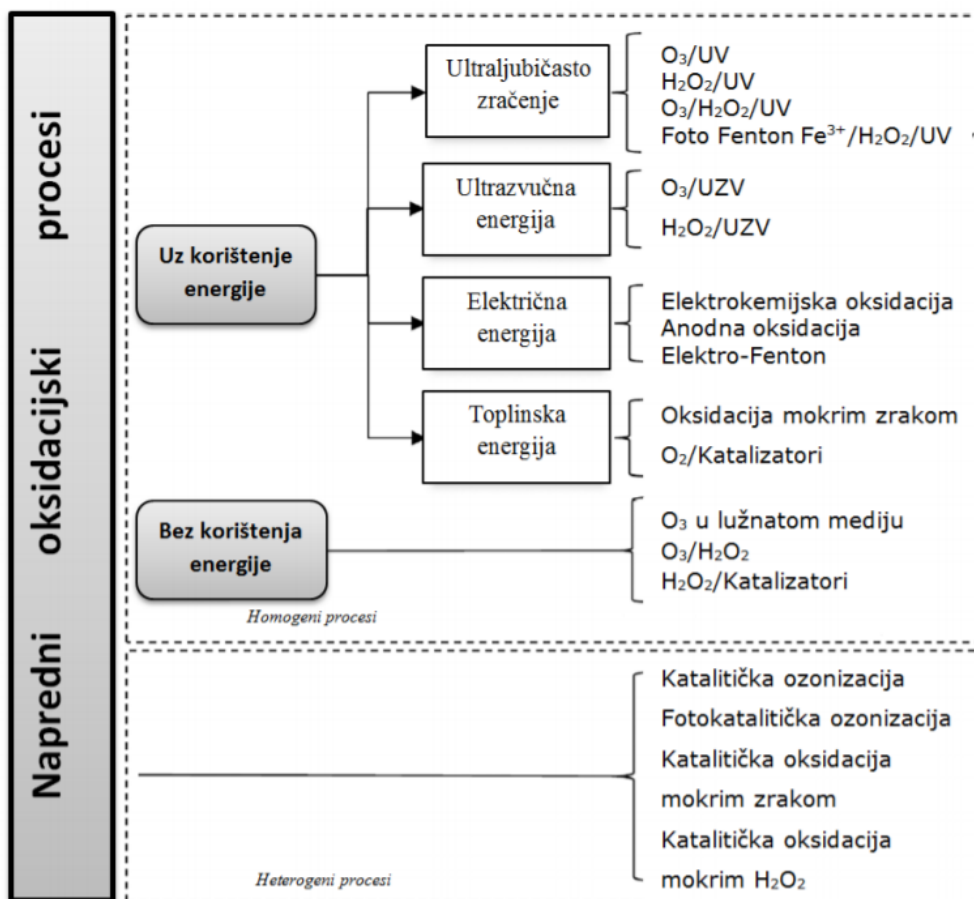 Napredni oksidacijski procesi
Uz korištenje
energije
Ultraljubičasto
zračenje
O₃/UV
H₂O₂/UV
O₃/H₂O₂/UV
Foto Fenton Fe³⁺/H₂O₂/UV
Ultrazvučna
energija
O₃/UZV
H₂O₂/UZV
Električna
energija
Elektrokemijska oksidacija
Anodna oksidacija
Elektro-Fenton
Toplinska
energija
Oksidacija mokrim zrakom
O₂/Katalizatori
Bez korištenja
energije
O₃ u lužnatom mediju
O₃/H₂O₂
H₂O₂/Katalizatori
Homogeni procesi
Katalitička ozonizacija
Fotokatalitička ozonizacija
Katalitička oksidacija
mokrim zrakom
Katalitička oksidacija
mokrim H₂O₂
Heterogeni procesi